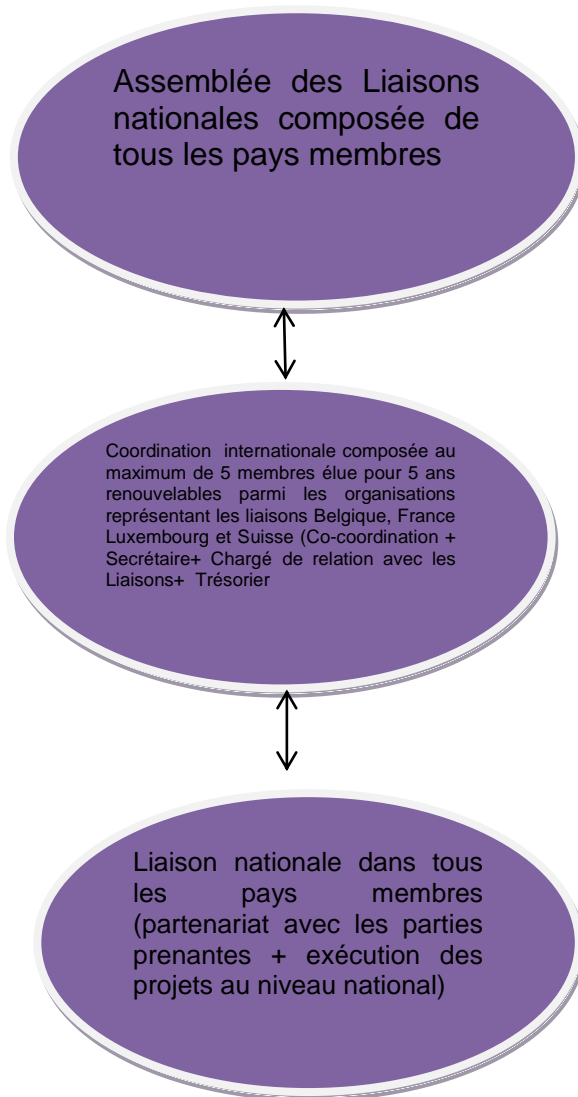 Assemblée des Liaisons
nationales composée de
tous les pays membres
Coordination internationale composée au
maximum de 5 membres élue pour 5 ans
renouvelables parmi les organisations
représentant les liaisons Belgique, France
Luxembourg et Suisse (Co-coordination +
Secrétaire+ Chargé de relation avec les
Liaisons+ Trésorier
Liaison nationale dans tous
les pays membres
(partenariat avec les parties
prenantes + exécution des
projets au niveau national)